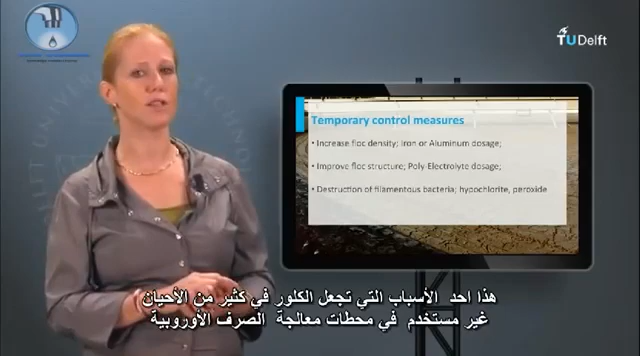 TUDelft
Temporary control measures
• Increase floc density; Iron or Aluminum dosage;
• Improve floc structure; Poly-Electrolyte dosage;
• Destruction of filamentous bacteria; hypochlorite, peroxide
هذا احد الأسباب التي تجعل الكلور في كثير من الأحيان
غير مستخدم في محطات معالجة الصرف الأوروبية